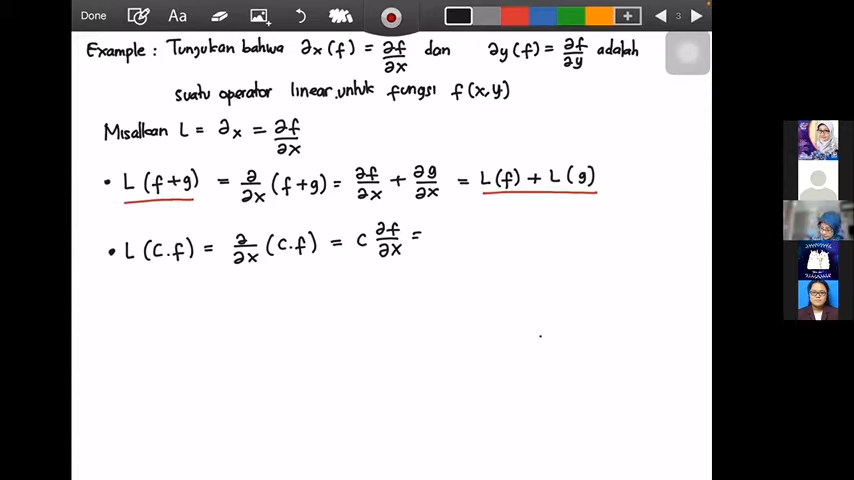 Done Aa 3
Example : Tunjukan bahwa ∂x(f) = ∂f/∂x dan ∂y(f) = ∂f/∂y adalah
suatu operator linear untuk fungsi f(x,y)
Misalkan L = ∂x = ∂f/∂x
• L (f+g) = ∂/∂x (f+g) = ∂f/∂x + ∂g/∂x = L(f) + L(g)
• L (C.f) = ∂/∂x (C.f) = C ∂f/∂x =